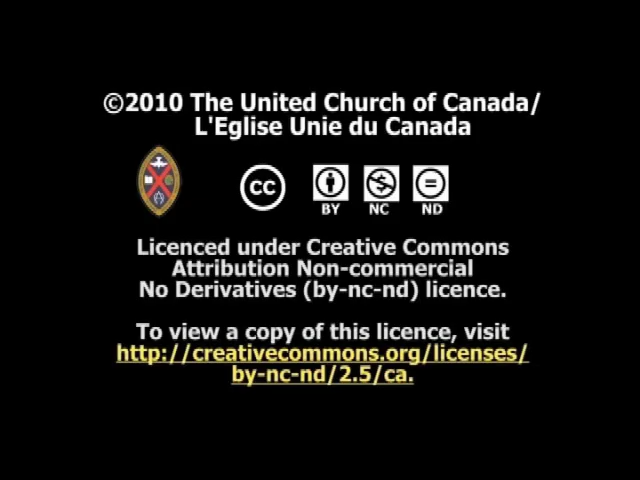 ©2010 The United Church of Canada/
L'Eglise Unie du Canada
CC
BY NC ND
Licenced under Creative Commons
Attribution Non-commercial
No Derivatives (by-nc-nd) licence.
To view a copy of this licence, visit
http://creativecommons.org/licenses/
by-nc-nd/2.5/ca.